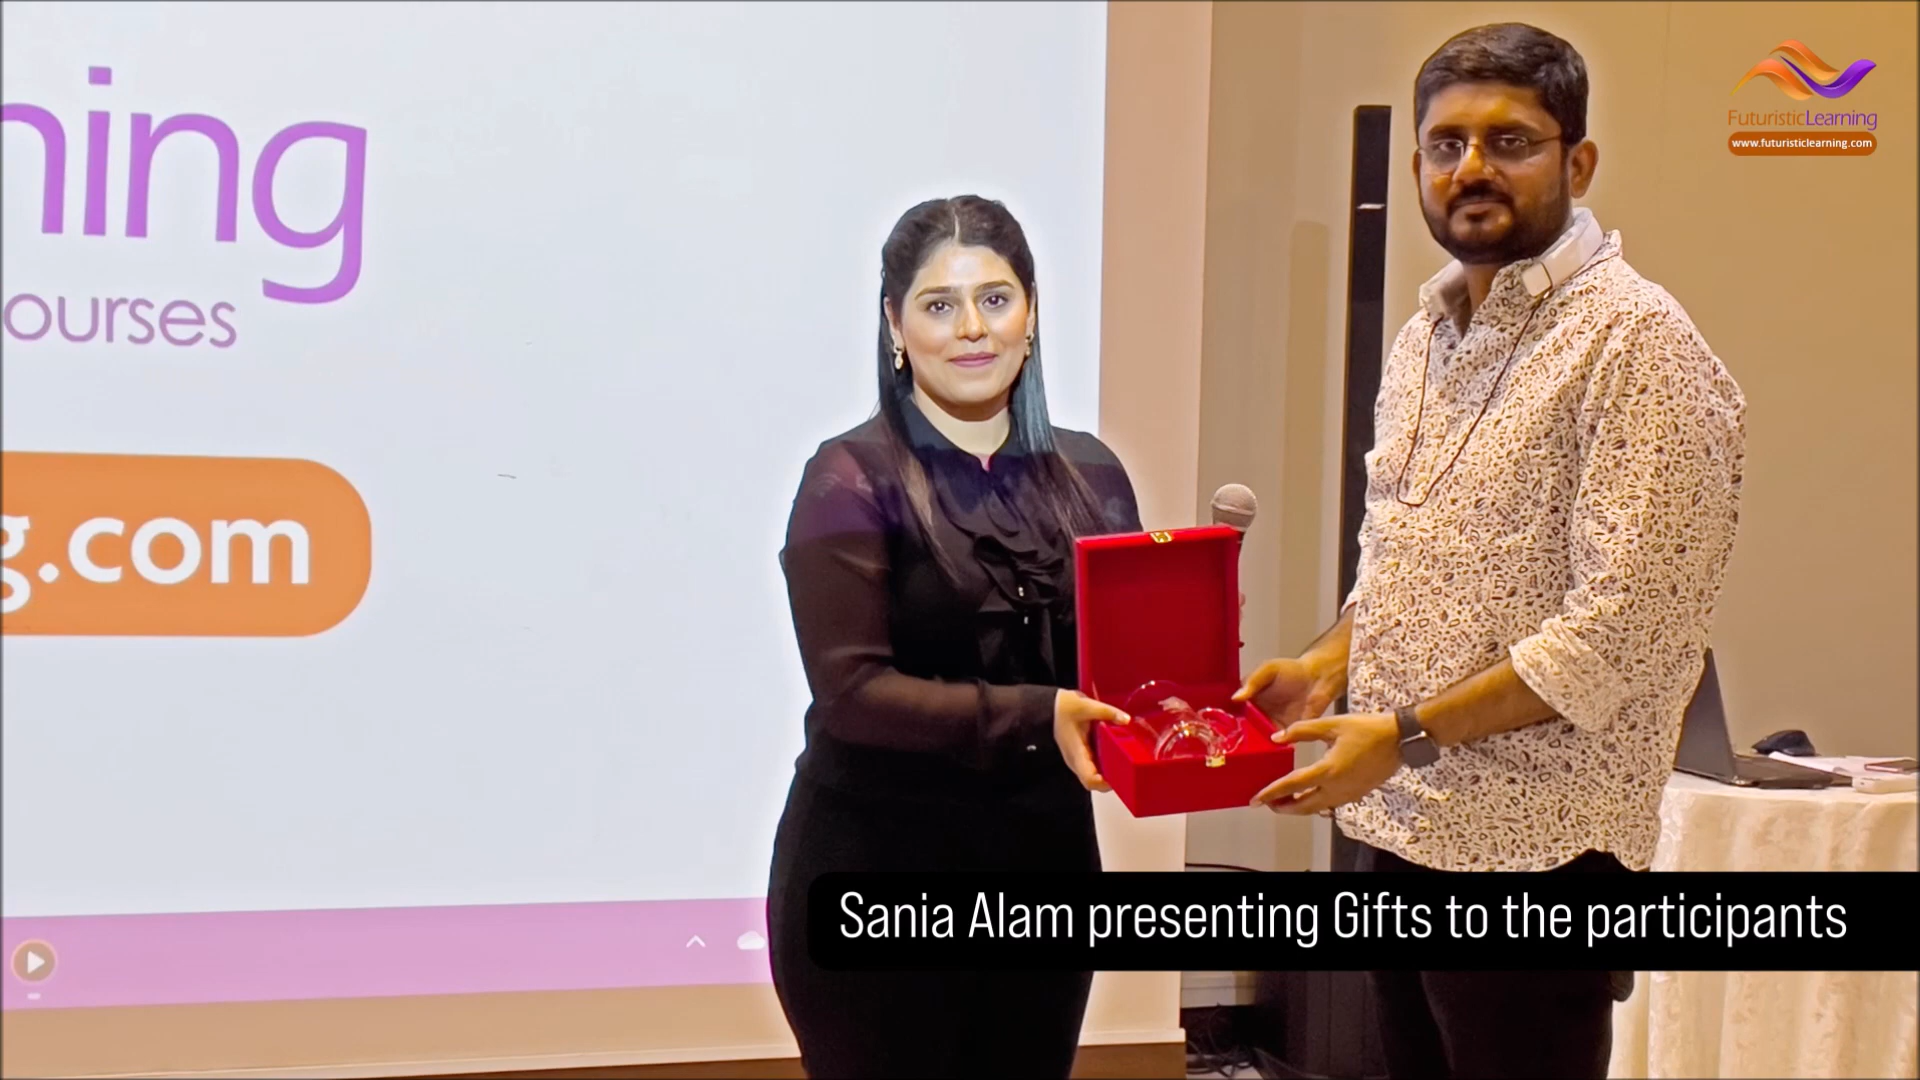 ning
ourses
g.com
FuturisticLearning
www.futuristiclearning.com
Sania Alam presenting Gifts to the participants